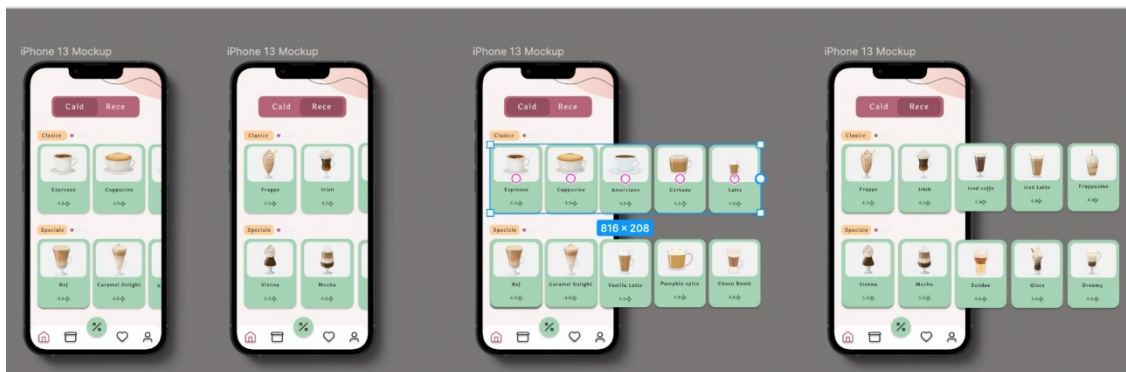 iPhone 13 Mockup
iPhone 13 Mockup
iPhone 13 Mockup
iPhone 13 Mockup
Cald Rece
Clasice
Espresso Cappucino
Speciale
Raf Caramel Delight
Cald Rece
Clasice
Frappe Irish
Speciale
Vienna Mocha
Cald Rece
Clasice
Espresso Cappucino Americano Cortado Latte
816 × 208
Speciale
Raf Caramel Delight Vanilla Latte Pumpkin spice Choco Bomb
Cald Rece
Clasice
Frappe Irish Iced coffe Iced Latte Frappucino
Speciale
Vienna Mocha Sundae Glace Dreamy